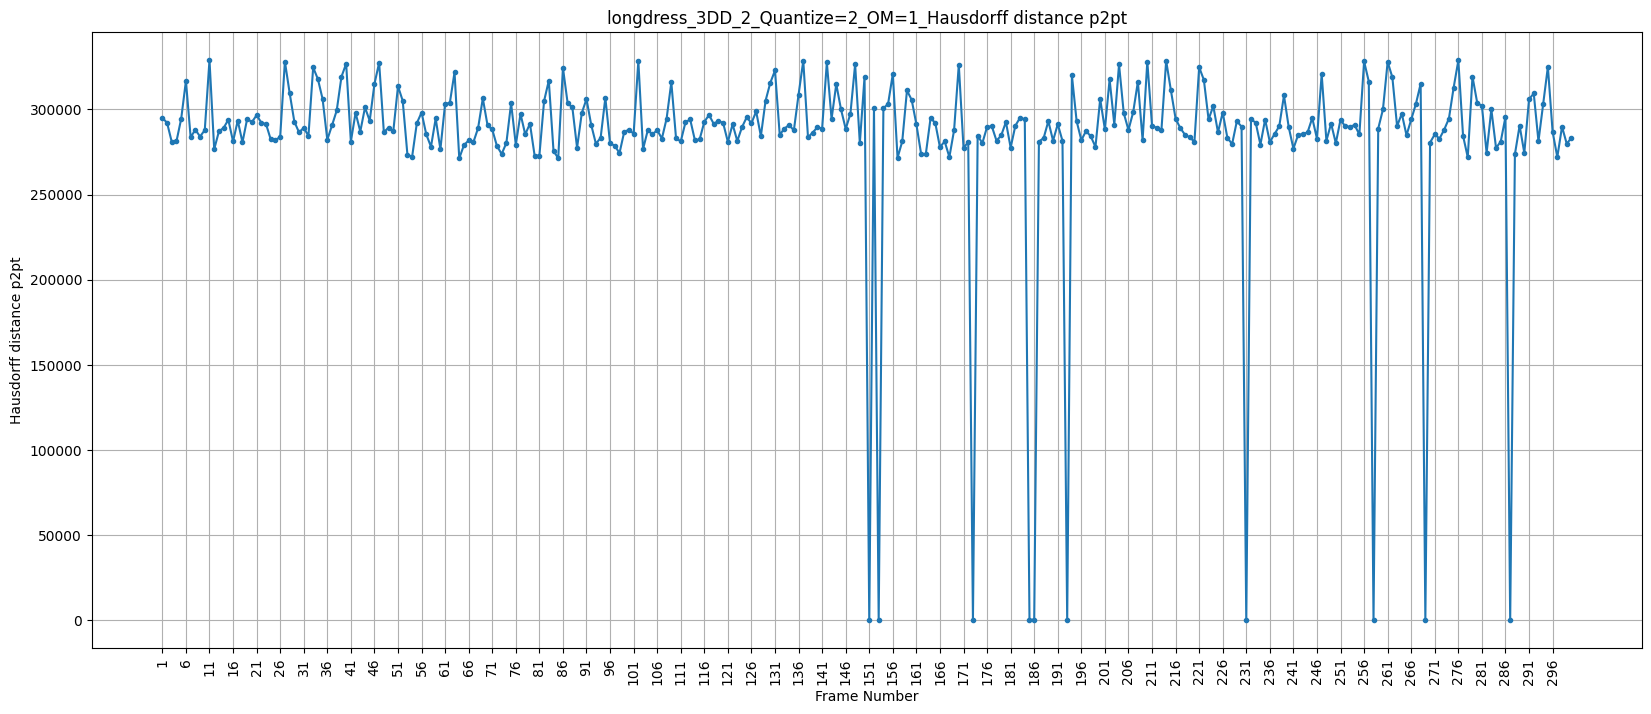 longdress_3DD_2_Quantize=2_OM=1_Hausdorff distance p2pt
Hausdorff distance p2pt
300000
250000
200000
150000
100000
50000
0
1 6 11 16 21 26 31 36 41 46 51 56 61 66 71 76 81 86 91 96 101 106 111 116 121 126 131 136 141 146 151 156 161 166 171 176 181 186 191 196 201 206 211 216 221 226 231 236 241 246 251 256 261 266 271 276 281 286 291 296
Frame Number